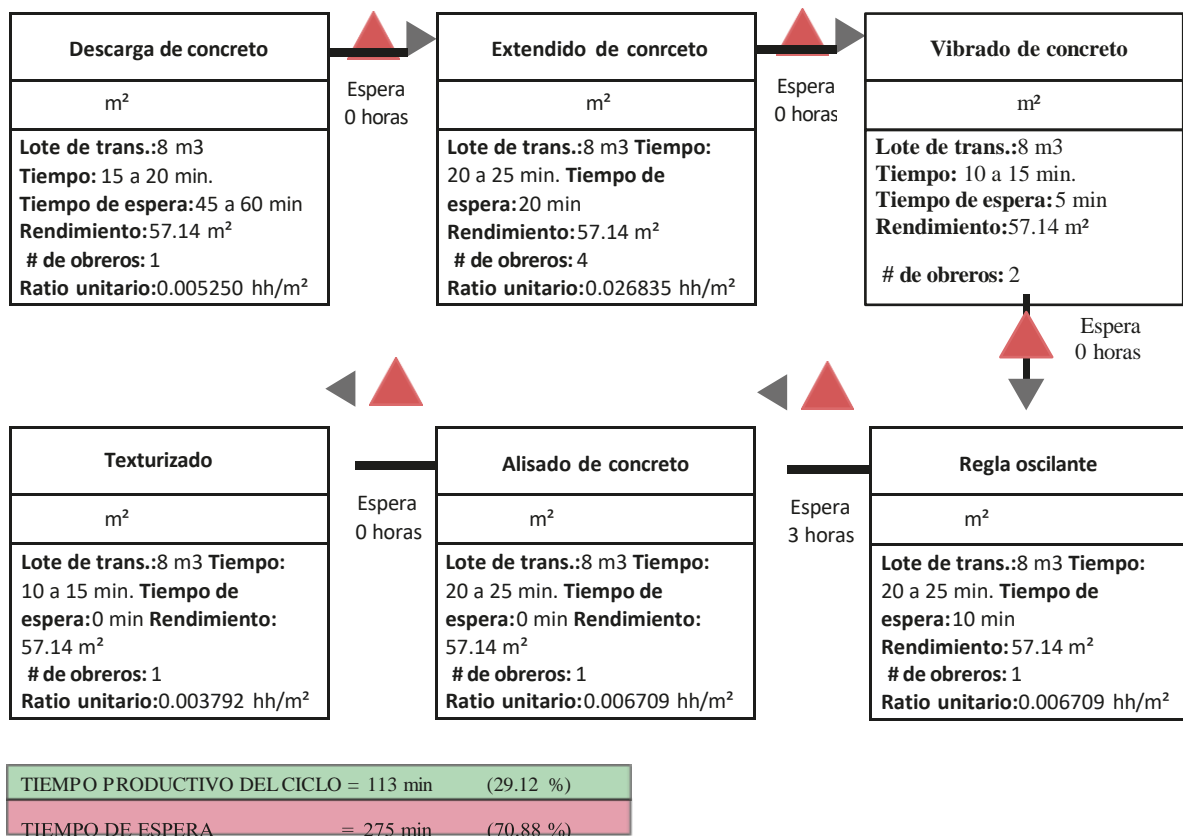 Descarga de concreto
m²
Lote de trans.:8 m3
Tiempo: 15 a 20 min.
Tiempo de espera:45 a 60 min
Rendimiento:57.14 m²
# de obreros: 1
Ratio unitario:0.005250 hh/m²
Espera
0 horas
Extendido de conrceto
m²
Lote de trans.:8 m3 Tiempo:
20 a 25 min. Tiempo de
espera:20 min
Rendimiento:57.14 m²
# de obreros: 4
Ratio unitario:0.026835 hh/m²
Espera
0 horas
Vibrado de concreto
m²
Lote de trans.:8 m3
Tiempo: 10 a 15 min.
Tiempo de espera:5 min
Rendimiento:57.14 m²
# de obreros: 2
Espera
0 horas
Texturizado
m²
Lote de trans.:8 m3 Tiempo:
10 a 15 min. Tiempo de
espera:0 min Rendimiento:
57.14 m²
# de obreros: 1
Ratio unitario:0.003792 hh/m²
Espera
0 horas
Alisado de concreto
m²
Lote de trans.:8 m3 Tiempo:
20 a 25 min. Tiempo de
espera:0 min Rendimiento:
57.14 m²
# de obreros: 1
Ratio unitario:0.006709 hh/m²
Espera
3 horas
Regla oscilante
m²
Lote de trans.:8 m3 Tiempo:
20 a 25 min. Tiempo de
espera:10 min
Rendimiento:57.14 m²
# de obreros: 1
Ratio unitario:0.006709 hh/m²
TIEMPO PRODUCTIVO DEL CICLO = 113 min (29.12 %)
TIEMPO DE ESPERA = 275 min (70.88 %)